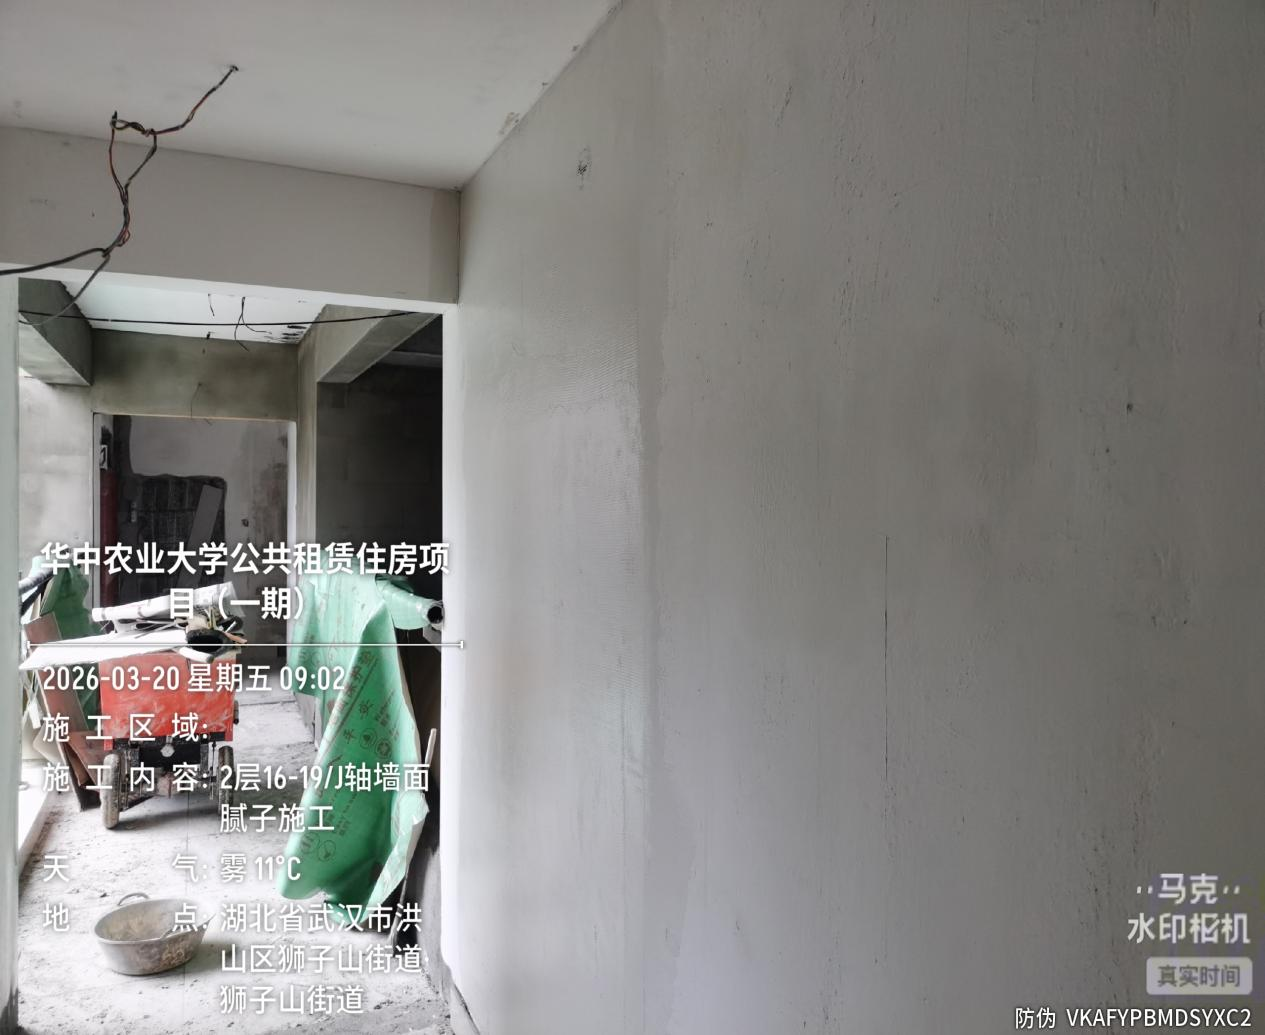 华中农业大学公共租赁住房项
目（一期）
2026-03-20 星期五 09:02
施工区域:
施工内容: 2层16-19/J轴墙面
腻子施工
天气: 雾 11℃
地点: 湖北省武汉市洪
山区狮子山街道·
狮子山街道
马克
水印相机
真实时间
防伪 VKAFYPBMDSYXC2